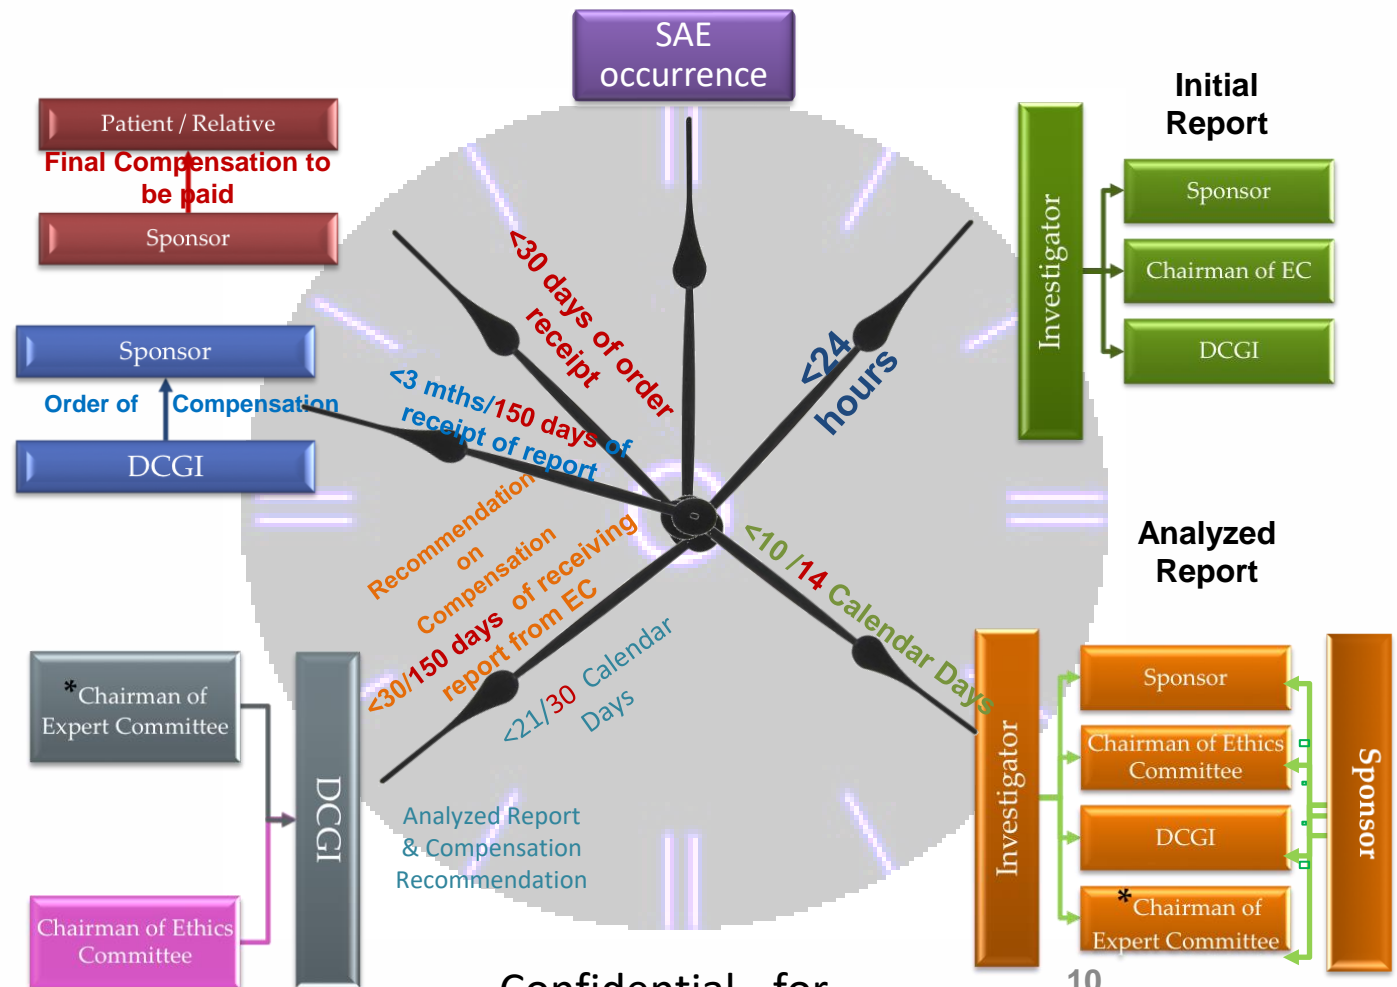 SAE
occurrence
Initial
Report
Investigator
Sponsor
Chairman of EC
DCGI
<24
hours
Analyzed
Report
<10 /14 Calendar Days
Investigator
Sponsor
Chairman of Ethics
Committee
DCGI
*Chairman of
Expert Committee
Sponsor
<21/30 Calendar
Days
Analyzed Report
& Compensation
Recommendation
*Chairman of
Expert Committee
Chairman of Ethics
Committee
DCGI
Recommendation
on
Compensation
<30/150 days of receiving
report from EC
<3 mths/150 days of
receipt of report
Sponsor
Order of Compensation
DCGI
<30 days of order
receipt
Patient / Relative
Final Compensation to
be paid
Sponsor
Confidential for
10